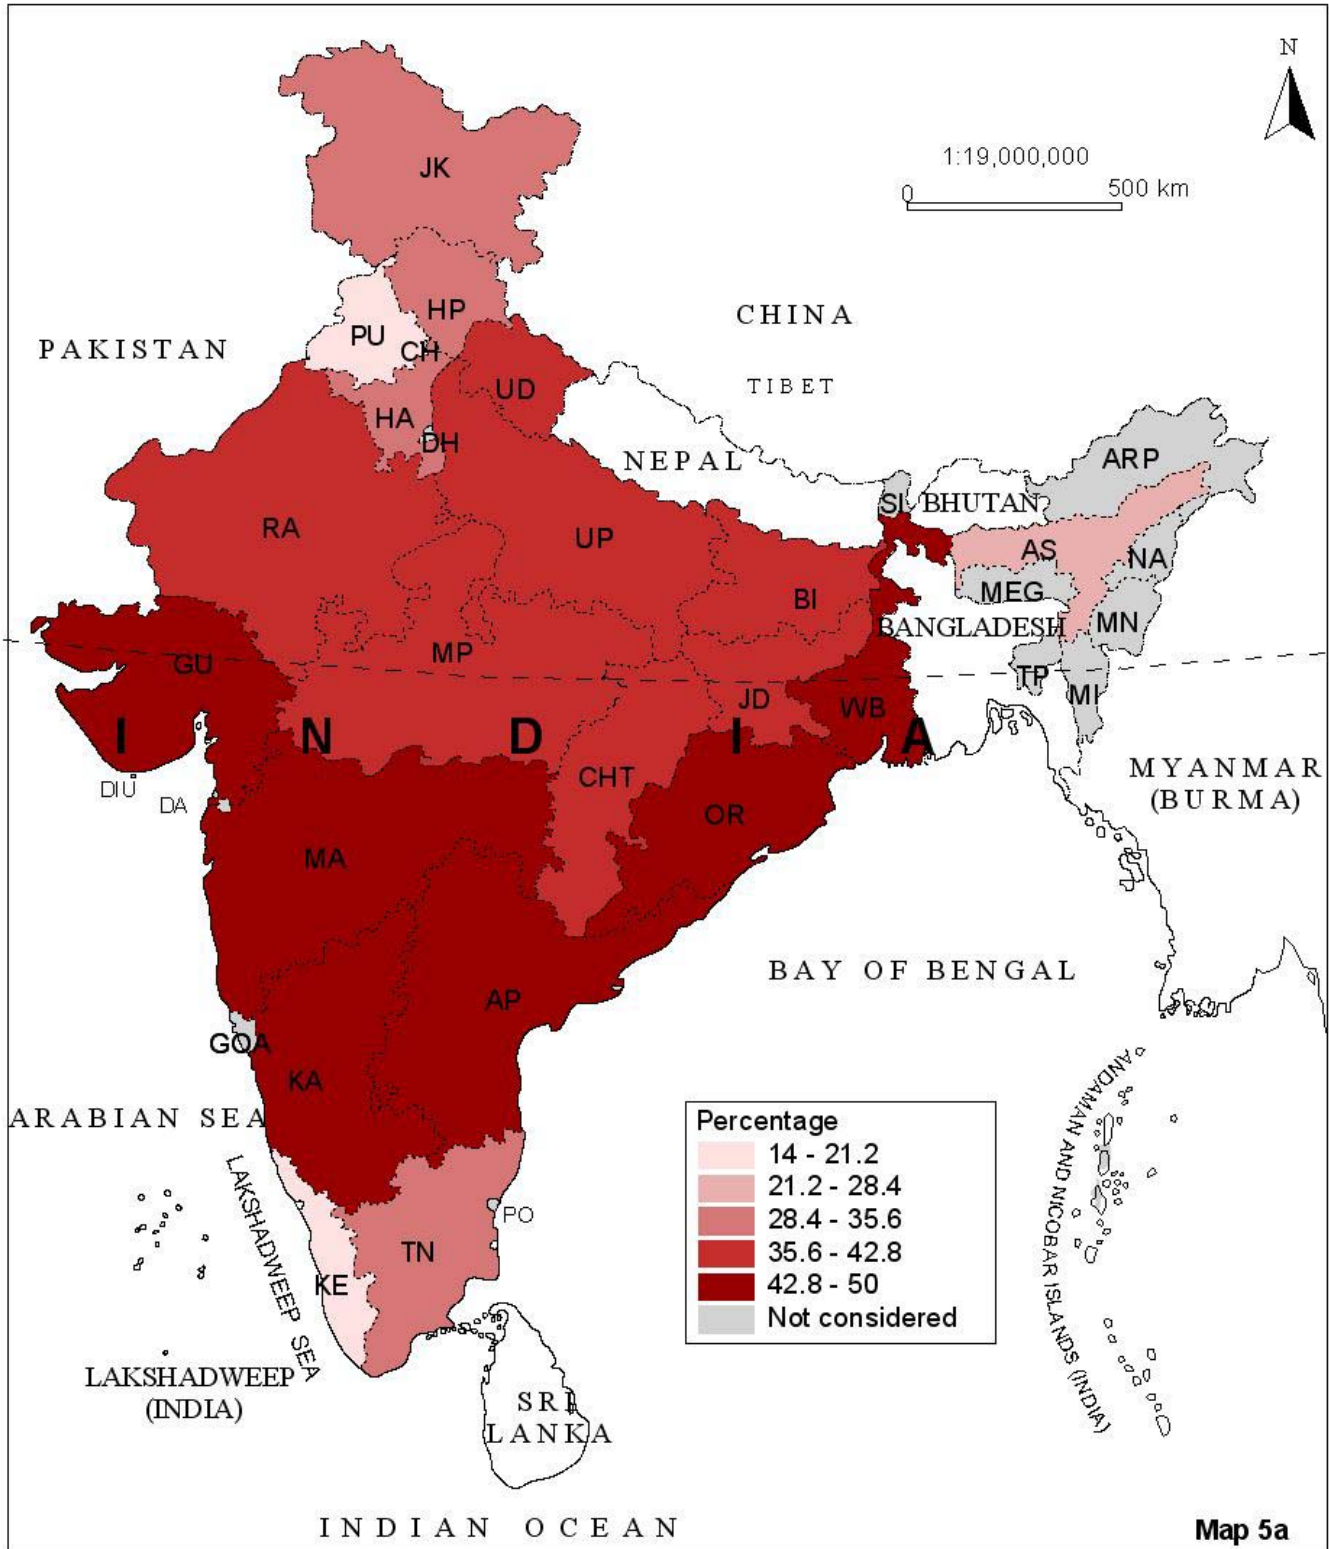 N
1:19,000,000
0 500 km
JK
HP
PU
CH
CHINA
PAKISTAN
TIBET
UD
HA
DH
NEPAL
ARP
SI
BHUTAN
RA
UP
AS
NA
MEG
BI
BANGLADESH
MN
MP
GU
TP
MI
JD
WB
I N D I A
CHT
MYANMAR
(BURMA)
DIU
DA
OR
MA
BAY OF BENGAL
AP
GOA
KA
ARABIAN SEA
ANDAMAN AND NICOBAR ISLANDS (INDIA)
LAKSHADWEEP SEA
Percentage
14 - 21.2
21.2 - 28.4
28.4 - 35.6
35.6 - 42.8
42.8 - 50
Not considered
PO
TN
KE
LAKSHADWEEP
(INDIA)
SRI
LANKA
INDIAN OCEAN
Map 5a